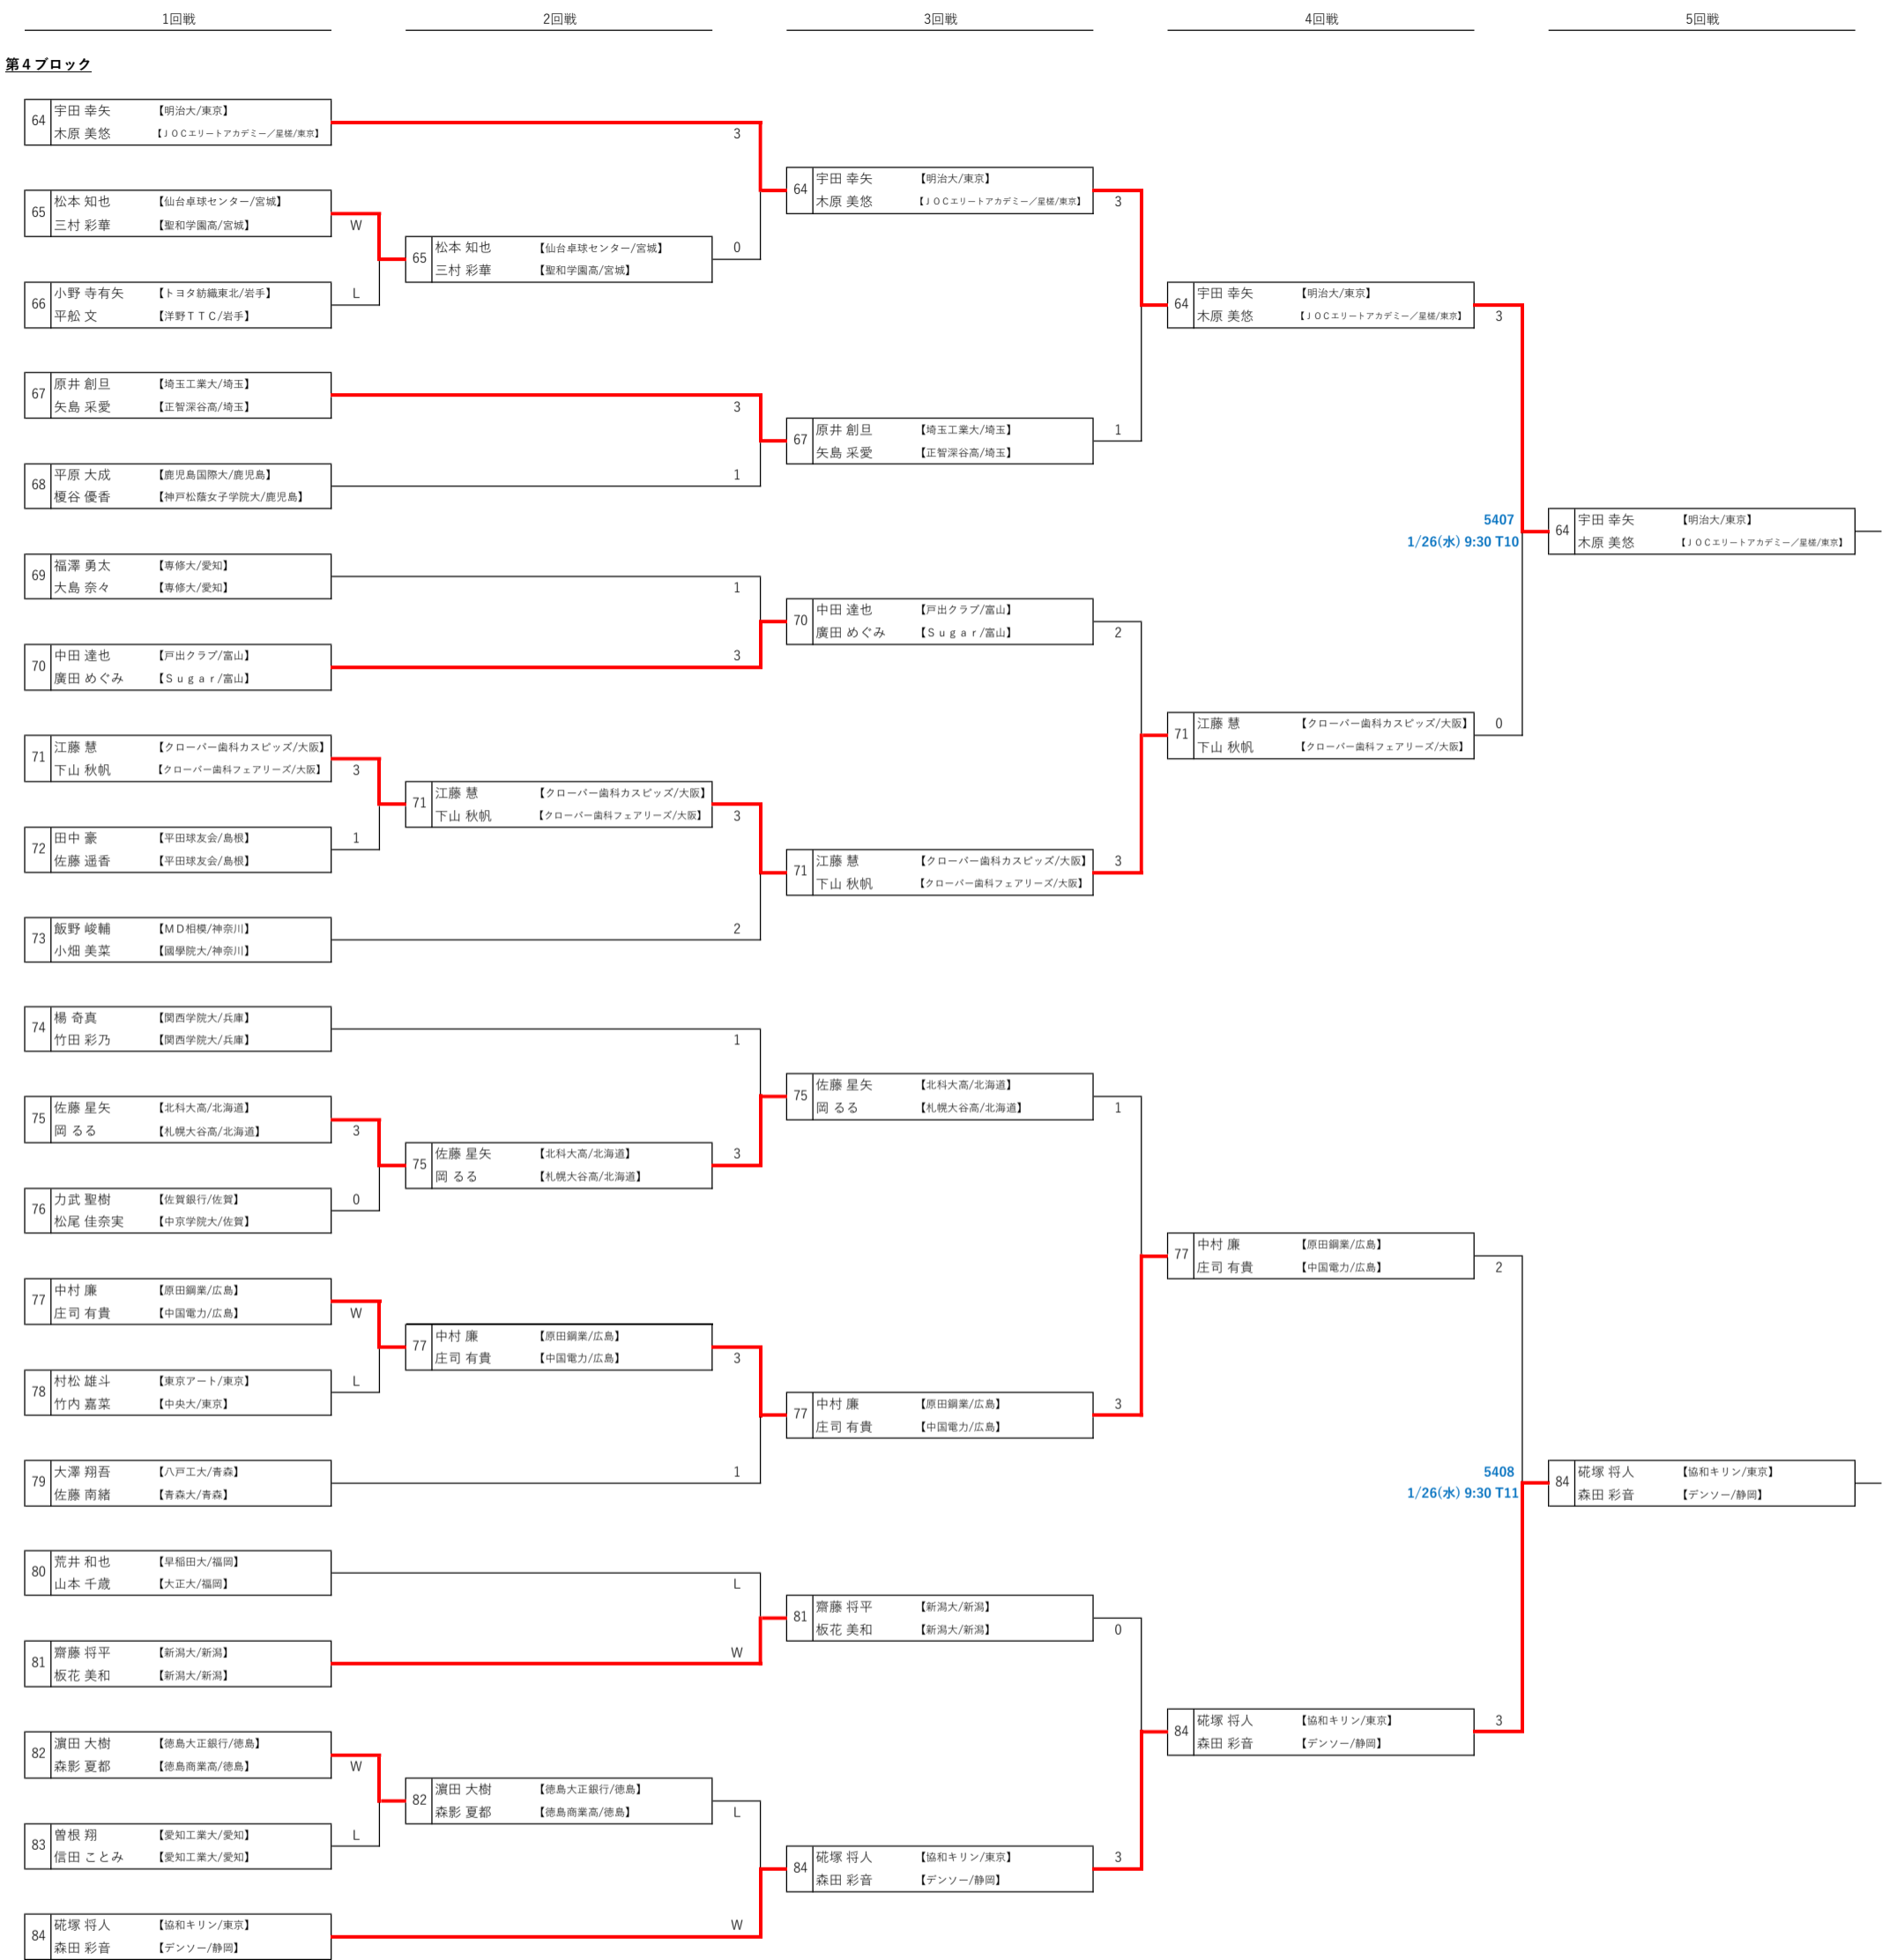 1回戦
2回戦
3回戦
4回戦
5回戦
第4ブロック
64 宇田 幸矢 【明治大/東京】
木原 美悠 【JOCエリートアカデミー/星槎/東京】
3
65 松本 知也 【仙台卓球センター/宮城】
三村 彩華 【聖和学園高/宮城】
W
66 小野 寺有矢 【トヨタ紡織東北/岩手】
平舩 文 【洋野TTC/岩手】
L
67 原井 創旦 【埼玉工業大/埼玉】
矢島 采愛 【正智深谷高/埼玉】
3
68 平原 大成 【鹿児島国際大/鹿児島】
榎谷 優香 【神戸松蔭女子学院大/鹿児島】
1
69 福澤 勇太 【専修大/愛知】
大島 奈々 【専修大/愛知】
1
70 中田 達也 【戸出クラブ/富山】
廣田 めぐみ 【Sugar/富山】
3
71 江藤 慧 【クローバー歯科カスピッズ/大阪】
下山 秋帆 【クローバー歯科フェアリーズ/大阪】
3
72 田中 豪 【平田球友会/島根】
佐藤 遥香 【平田球友会/島根】
1
73 飯野 峻輔 【MD相模/神奈川】
小畑 美菜 【國學院大/神奈川】
2
74 楊 奇真 【関西学院大/兵庫】
竹田 彩乃 【関西学院大/兵庫】
1
75 佐藤 星矢 【北科大高/北海道】
岡 るる 【札幌大谷高/北海道】
3
76 力武 聖樹 【佐賀銀行/佐賀】
松尾 佳奈実 【中京学院大/佐賀】
0
77 中村 廉 【原田鋼業/広島】
庄司 有貴 【中国電力/広島】
W
78 村松 雄斗 【東京アート/東京】
竹内 嘉菜 【中央大/東京】
L
79 大澤 翔吾 【八戸工大/青森】
佐藤 南緒 【青森大/青森】
1
80 荒井 和也 【早稲田大/福岡】
山本 千歳 【大正大/福岡】
L
81 齋藤 将平 【新潟大/新潟】
板花 美和 【新潟大/新潟】
W
82 濵田 大樹 【徳島大正銀行/徳島】
森影 夏都 【徳島商業高/徳島】
W
83 曽根 翔 【愛知工業大/愛知】
信田 ことみ 【愛知工業大/愛知】
L
84 硴塚 将人 【協和キリン/東京】
森田 彩音 【デンソー/静岡】
W
65 松本 知也 【仙台卓球センター/宮城】
三村 彩華 【聖和学園高/宮城】
0
71 江藤 慧 【クローバー歯科カスピッズ/大阪】
下山 秋帆 【クローバー歯科フェアリーズ/大阪】
3
75 佐藤 星矢 【北科大高/北海道】
岡 るる 【札幌大谷高/北海道】
3
77 中村 廉 【原田鋼業/広島】
庄司 有貴 【中国電力/広島】
3
82 濵田 大樹 【徳島大正銀行/徳島】
森影 夏都 【徳島商業高/徳島】
L
64 宇田 幸矢 【明治大/東京】
木原 美悠 【JOCエリートアカデミー/星槎/東京】
3
67 原井 創旦 【埼玉工業大/埼玉】
矢島 采愛 【正智深谷高/埼玉】
1
70 中田 達也 【戸出クラブ/富山】
廣田 めぐみ 【Sugar/富山】
2
71 江藤 慧 【クローバー歯科カスピッズ/大阪】
下山 秋帆 【クローバー歯科フェアリーズ/大阪】
3
75 佐藤 星矢 【北科大高/北海道】
岡 るる 【札幌大谷高/北海道】
1
77 中村 廉 【原田鋼業/広島】
庄司 有貴 【中国電力/広島】
3
81 齋藤 将平 【新潟大/新潟】
板花 美和 【新潟大/新潟】
0
84 硴塚 将人 【協和キリン/東京】
森田 彩音 【デンソー/静岡】
3
64 宇田 幸矢 【明治大/東京】
木原 美悠 【JOCエリートアカデミー/星槎/東京】
3
5407
1/26(水) 9:30 T10
71 江藤 慧 【クローバー歯科カスピッズ/大阪】
下山 秋帆 【クローバー歯科フェアリーズ/大阪】
0
77 中村 廉 【原田鋼業/広島】
庄司 有貴 【中国電力/広島】
2
5408
1/26(水) 9:30 T11
84 硴塚 将人 【協和キリン/東京】
森田 彩音 【デンソー/静岡】
3
64 宇田 幸矢 【明治大/東京】
木原 美悠 【JOCエリートアカデミー/星槎/東京】
84 硴塚 将人 【協和キリン/東京】
森田 彩音 【デンソー/静岡】